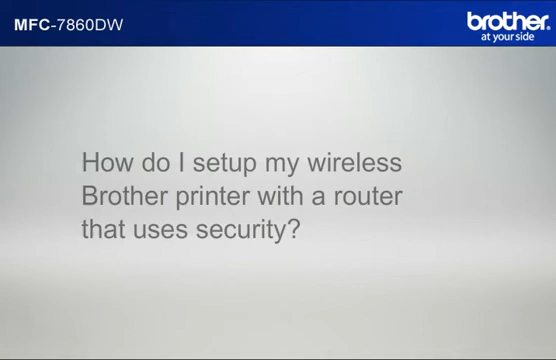 MFC-7860DW
brother
at your side
How do I setup my wireless
Brother printer with a router
that uses security?